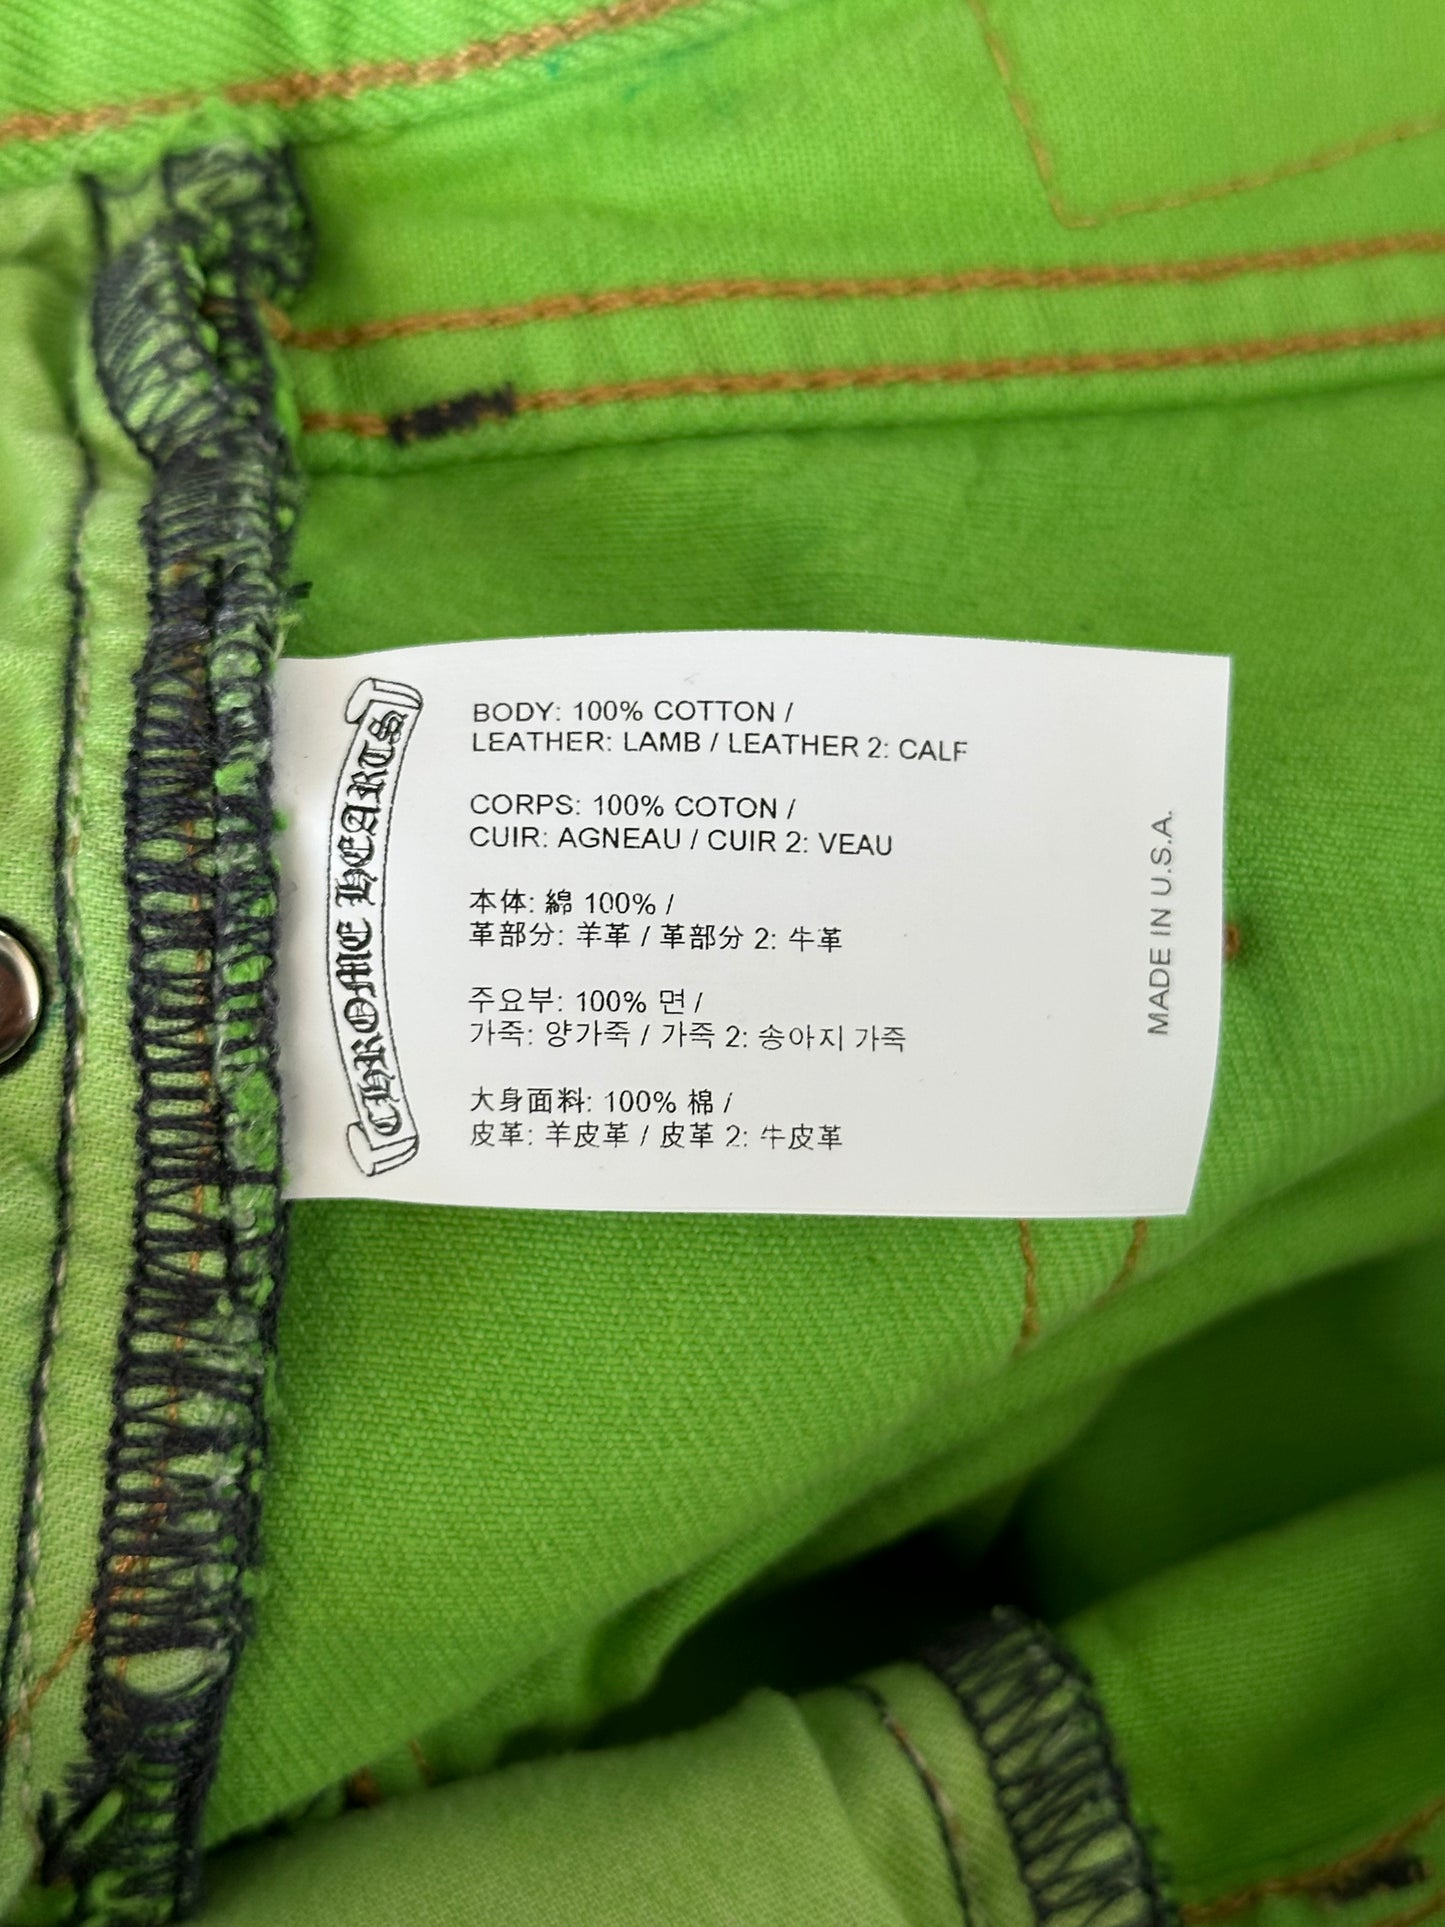 CHROME HEARTS
BODY: 100% COTTON /
LEATHER: LAMB / LEATHER 2: CALF
CORPS: 100% COTON /
CUIR: AGNEAU / CUIR 2: VEAU
本体: 綿 100% /
革部分: 羊革 / 革部分 2: 牛革
주요부: 100% 면 /
가죽: 양가죽 / 가죽 2: 송아지 가죽
大身面料: 100% 棉 /
皮革: 羊皮革 / 皮革 2: 牛皮革
MADE IN U.S.A.